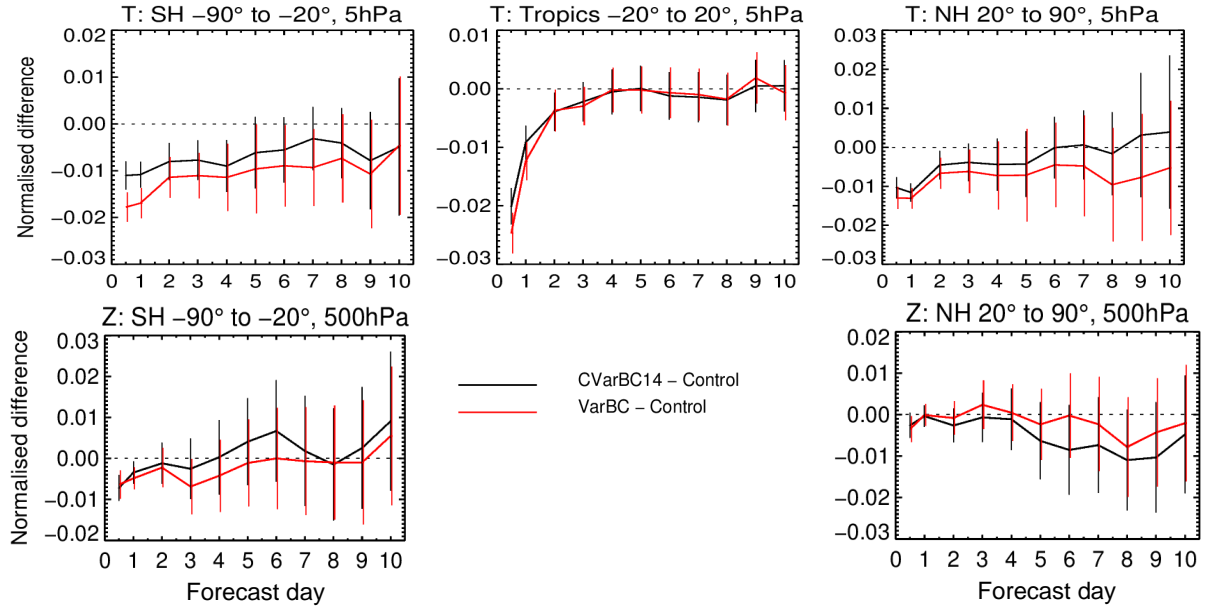 T: SH −90° to −20°, 5hPa
T: Tropics −20° to 20°, 5hPa
T: NH 20° to 90°, 5hPa
Normalised difference
0.02
0.01
0.00
−0.01
−0.02
−0.03
0 1 2 3 4 5 6 7 8 9 10
0.01
0.00
−0.01
−0.02
−0.03
0 1 2 3 4 5 6 7 8 9 10
0.03
0.02
0.01
0.00
−0.01
−0.02
−0.03
0 1 2 3 4 5 6 7 8 9 10
Z: SH −90° to −20°, 500hPa
Z: NH 20° to 90°, 500hPa
Normalised difference
0.03
0.02
0.01
0.00
−0.01
−0.02
0 1 2 3 4 5 6 7 8 9 10
Forecast day
CVarBC14 − Control
VarBC − Control
0.02
0.01
0.00
−0.01
−0.02
−0.03
0 1 2 3 4 5 6 7 8 9 10
Forecast day